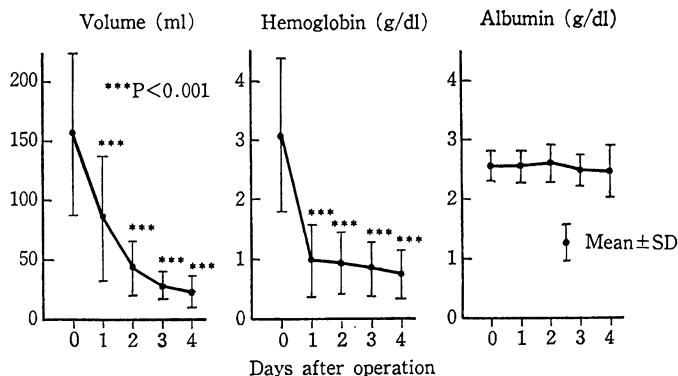 Volume (ml)
Hemoglobin (g/dl)
Albumin (g/dl)
200
150
100
50
0
***P<0.001
***
***
***
***
0 1 2 3 4
4
3
2
1
0
***
***
***
***
0 1 2 3 4
4
3
2
1
0
Mean±SD
0 1 2 3 4
Days after operation